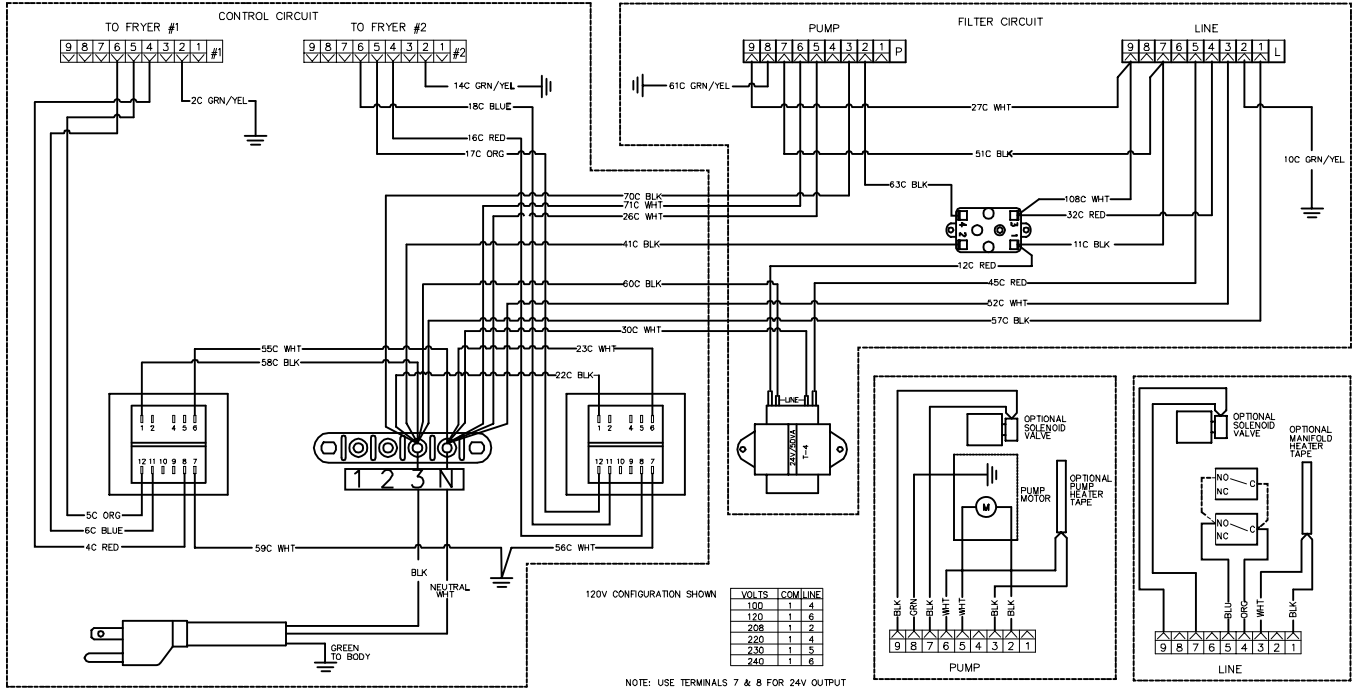 CONTROL CIRCUIT
FILTER CIRCUIT
TO FRYER #1
TO FRYER #2
PUMP
LINE
9 8 7 6 5 4 3 2 1 #1
9 8 7 6 5 4 3 2 1 #2
9 8 7 6 5 4 3 2 1 P
9 8 7 6 5 4 3 2 1 L
2C GRN/YEL
14C GRN/YEL
61C GRN/YEL
18C BLUE
27C WHT
16C RED
17C ORG
51C BLK
10C GRN/YEL
63C BLK
70C BLK
71C WHT
26C WHT
108C WHT
32C RED
4 3
2 1
41C BLK
11C BLK
12C RED
60C BLK
45C RED
52C WHT
57C BLK
30C WHT
55C WHT
58C BLK
23C WHT
22C BLK
LINE
24V/50VA
T-4
1 2 4 5 6
12 11 10 9 8 7
1 2 4 5 6
12 11 10 9 8 7
1 2 3 N
5C ORG
6C BLUE
4C RED
59C WHT
56C WHT
BLK
NEUTRAL
WHT
GREEN
TO BODY
120V CONFIGURATION SHOWN
VOLTS COM LINE
100 1 4
120 1 6
208 1 2
220 1 4
230 1 5
240 1 6
NOTE: USE TERMINALS 7 & 8 FOR 24V OUTPUT
OPTIONAL
SOLENOID
VALVE
PUMP
MOTOR
M
OPTIONAL
PUMP
HEATER
TAPE
BLK GRN BLK WHT WHT BLK BLK
9 8 7 6 5 4 3 2 1
PUMP
OPTIONAL
SOLENOID
VALVE
OPTIONAL
MANIFOLD
HEATER
TAPE
NO C
NC
NO C
NC
BLU ORG WHT BLK
9 8 7 6 5 4 3 2 1
LINE